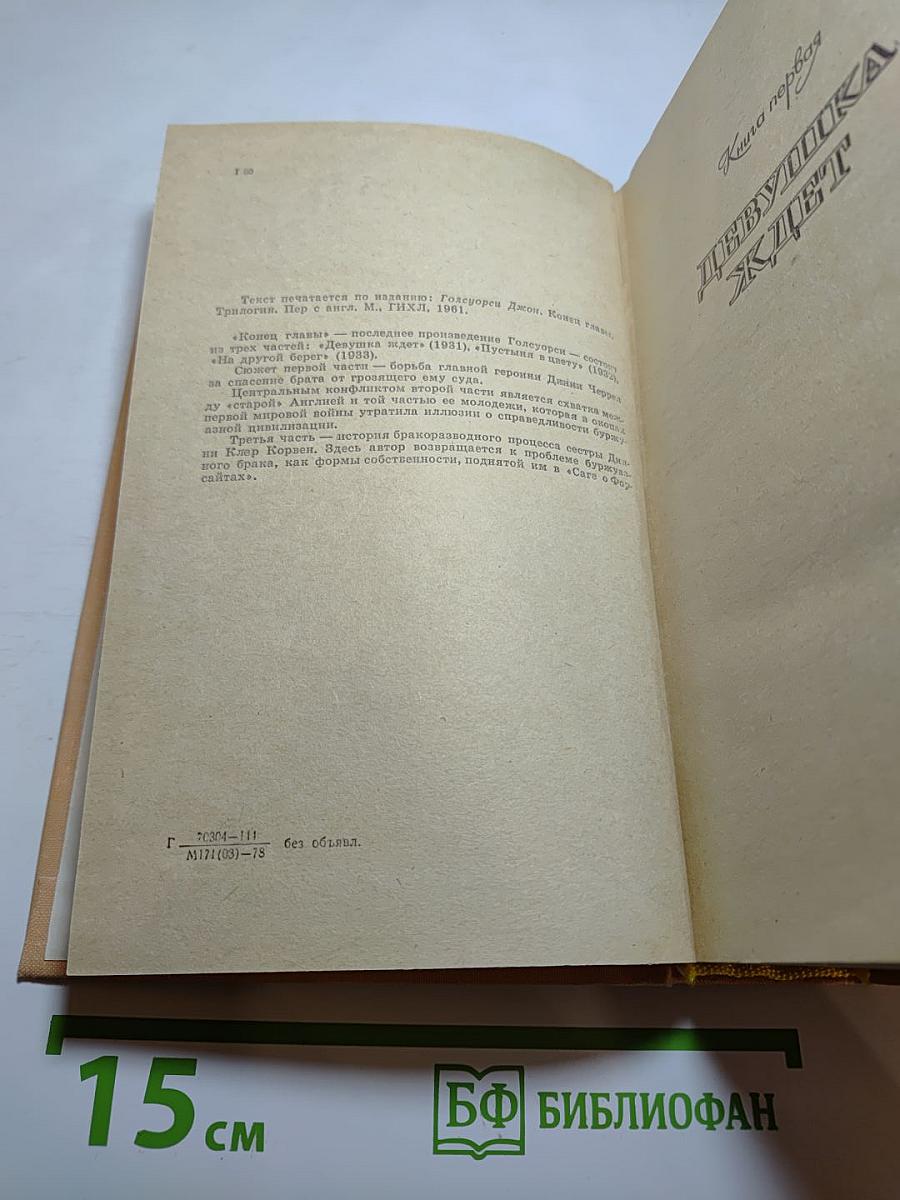 Г 60
Текст печатается по изданию: Голсуорси Джон. Конец главы.
Трилогия. Пер с англ. М., ГИХЛ, 1961.
«Конец главы» — последнее произведение Голсуорси — состоит
из трех частей: «Девушка ждет» (1931), «Пустыня в цвету» (1932),
«На другой берег» (1933).
Сюжет первой части — борьба главной героини Динни Черрел
за спасение брата от грозящего ему суда.
Центральным конфликтом второй части является схватка меж-
ду «старой» Англией и той частью ее молодежи, которая в окопах
первой мировой войны утратила иллюзии о справедливости буржу-
азной цивилизации.
Третья часть — история бракоразводного процесса сестры Дин-
ни Клэр Корвен. Здесь автор возвращается к проблеме буржуаз-
ного брака, как формы собственности, поднятой им в «Саге о Фор-
сайтах».
Г 70304—111
М171(03)—78 без объявл.
Книга первая
ДЕВУШКА
ЖДЕТ
15 см
БФ БИБЛИОФАН